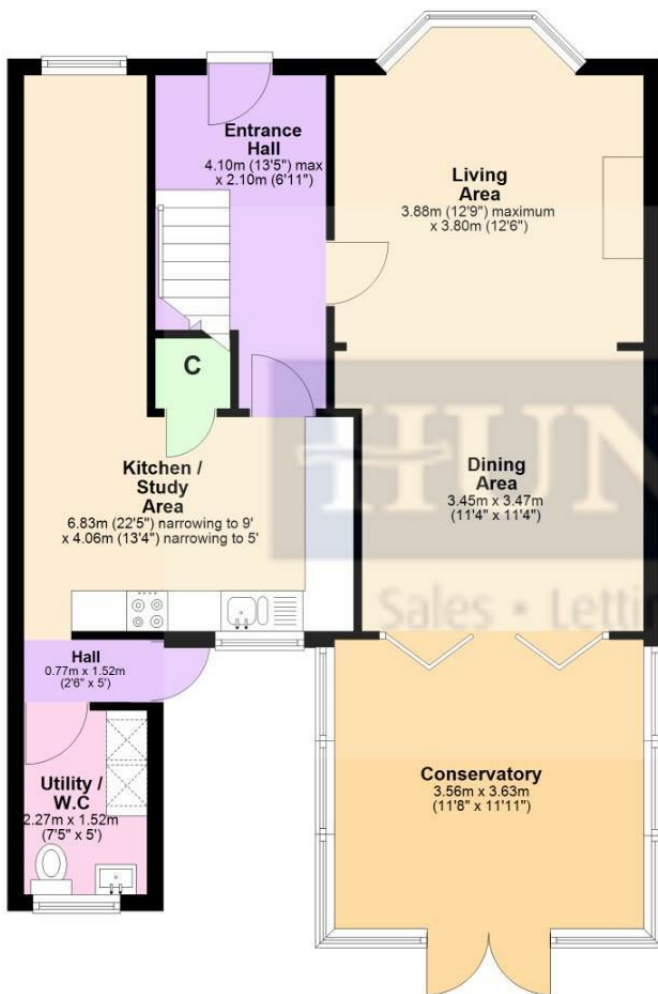 Entrance
Hall
4.10m (13'5") max
x 2.10m (6'11")
Living
Area
3.88m (12'9") maximum
x 3.80m (12'6")
C
HUN
Kitchen /
Study
Area
6.83m (22'5") narrowing to 9'
x 4.06m (13'4") narrowing to 5'
Dining
Area
3.45m x 3.47m
(11'4" x 11'4")
Sales • Lettin
Hall
0.77m x 1.52m
(2'6" x 5')
Utility /
W.C
2.27m x 1.52m
(7'5" x 5')
Conservatory
3.56m x 3.63m
(11'8" x 11'11")